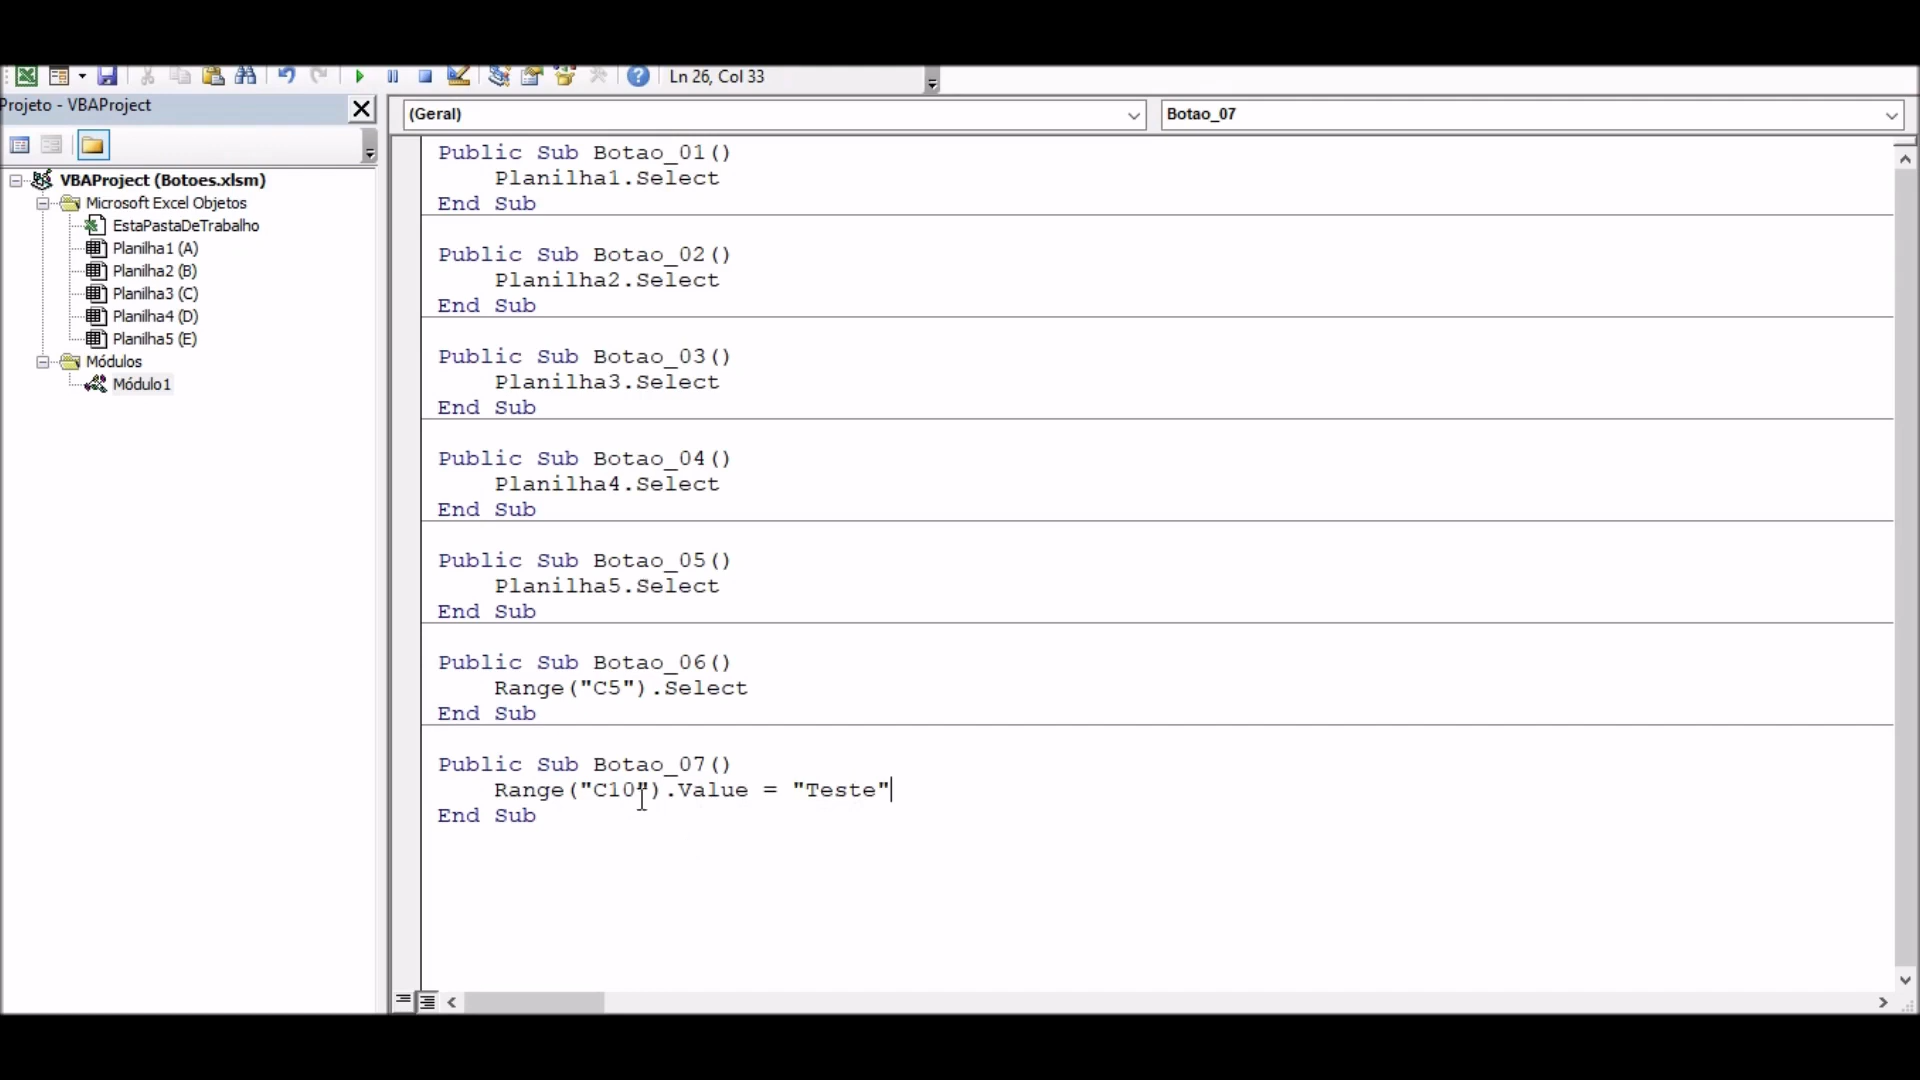 Ln 26, Col 33
Projeto - VBAProject
(Geral)
Botao_07
VBAProject (Botoes.xlsm)
Microsoft Excel Objetos
EstaPastaDeTrabalho
Planilha1 (A)
Planilha2 (B)
Planilha3 (C)
Planilha4 (D)
Planilha5 (E)
Módulos
Módulo1
Public Sub Botao_01()
Planilha1.Select
End Sub
Public Sub Botao_02()
Planilha2.Select
End Sub
Public Sub Botao_03()
Planilha3.Select
End Sub
Public Sub Botao_04()
Planilha4.Select
End Sub
Public Sub Botao_05()
Planilha5.Select
End Sub
Public Sub Botao_06()
Range("C5").Select
End Sub
Public Sub Botao_07()
Range("C10").Value = "Teste"
End Sub